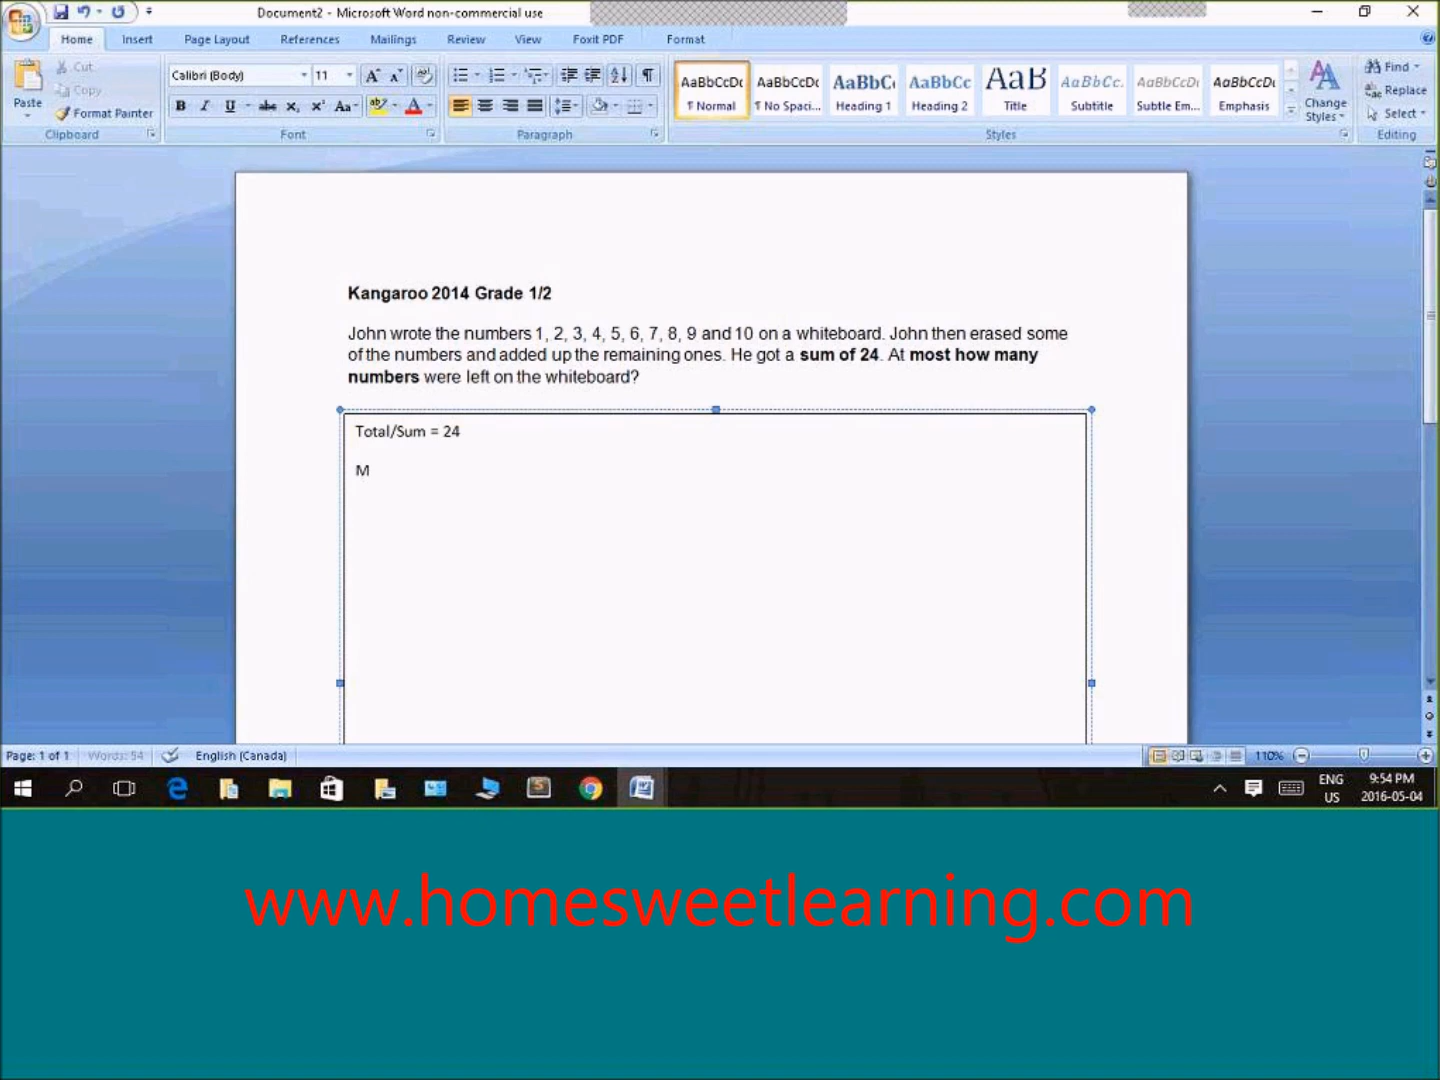 Document2 - Microsoft Word non-commercial use
Home Insert Page Layout References Mailings Review View Foxit PDF Format
Cut
Copy
Paste
Format Painter
Clipboard
Calibri (Body) 11
Font
Paragraph
AaBbCcDc AaBbCcDc AaBbC AaBbCc AaB AaBbCc. AaBbCcDc AaBbCcDc
¶ Normal ¶ No Spaci... Heading 1 Heading 2 Title Subtitle Subtle Em... Emphasis
Change Styles
Styles
Find
Replace
Select
Editing
Kangaroo 2014 Grade 1/2
John wrote the numbers 1, 2, 3, 4, 5, 6, 7, 8, 9 and 10 on a whiteboard. John then erased some
of the numbers and added up the remaining ones. He got a sum of 24. At most how many
numbers were left on the whiteboard?
Total/Sum = 24
M
Page: 1 of 1 Words: 54 English (Canada) 110%
ENG 9:54 PM
US 2016-05-04
www.homesweetlearning.com